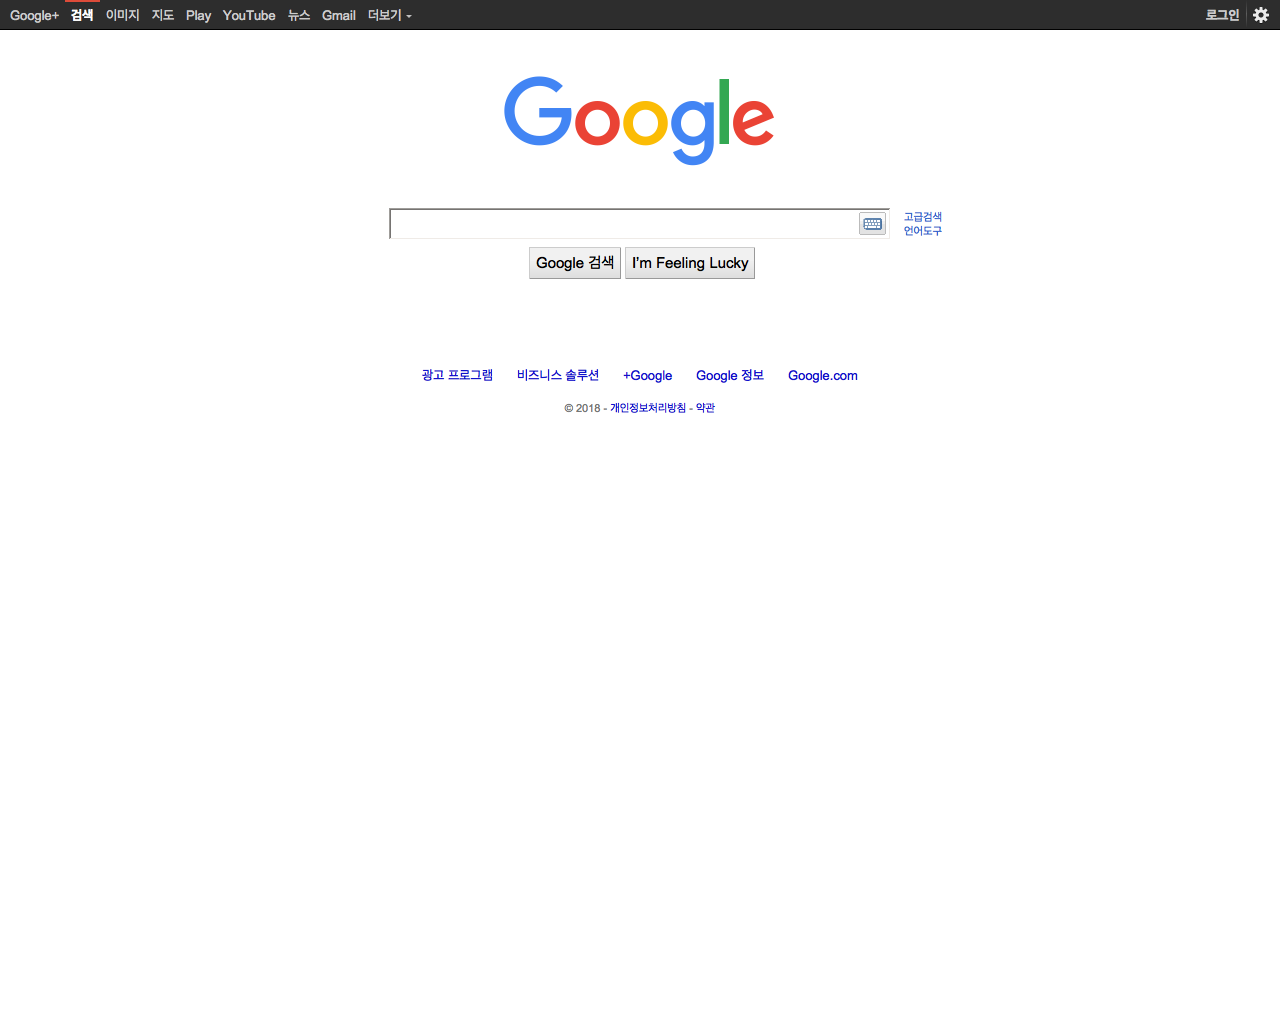 Google+ 검색 이미지 지도 Play YouTube 뉴스 Gmail 더보기 로그인
Google
고급검색
언어도구
Google 검색 I'm Feeling Lucky
광고 프로그램 비즈니스 솔루션 +Google Google 정보 Google.com
© 2018 - 개인정보처리방침 - 약관